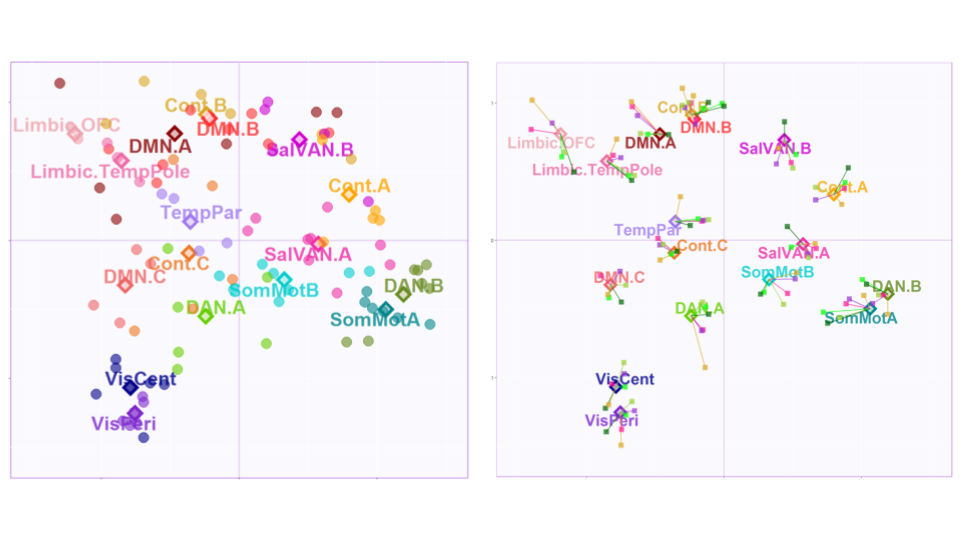 Cont.B
Limbic.OFC
DMN.B
DMN.A
SalVAN.B
Limbic.TempPole
Cont.A
TempPar
SalVAN.A
Cont.C
DMN.C
SomMotB
DAN.B
DAN.A
SomMotA
VisCent
VisPeri
1
Cont.B
DMN.B
Limbic.OFC
DMN.A
SalVAN.B
Limbic.TempPole
Cont.A
TempPar
0
Cont.C
SalVAN.A
SomMotB
DMN.C
DAN.B
DAN.A
SomMotA
VisCent
VisPeri